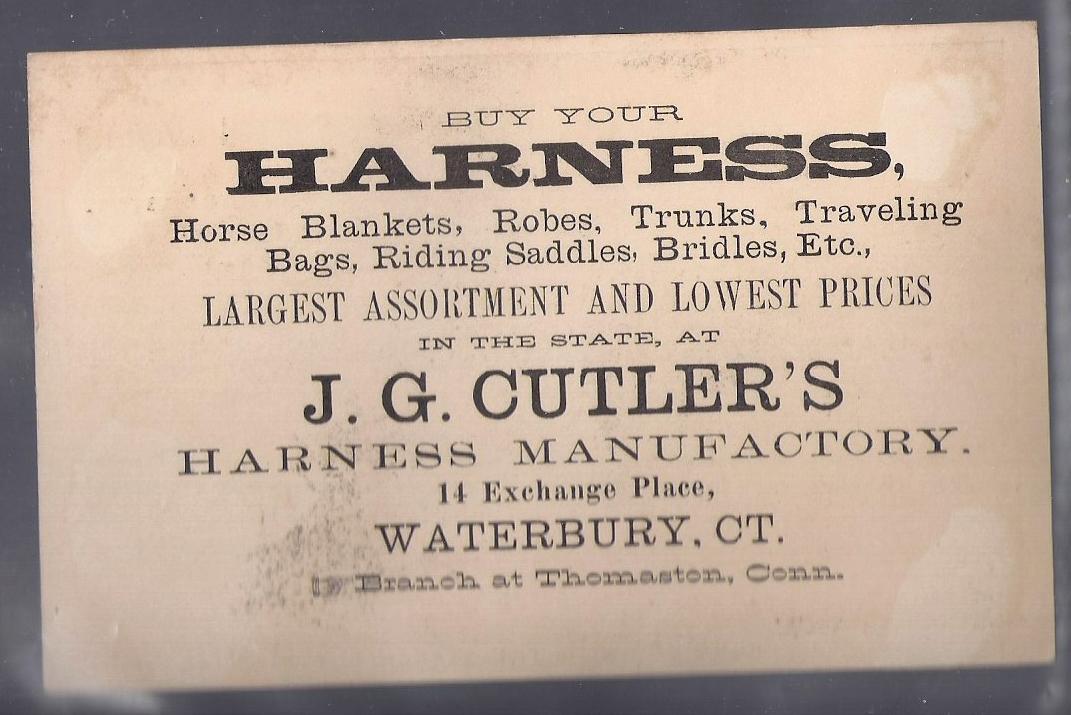 BUY YOUR
HARNESS,
Horse Blankets, Robes, Trunks, Traveling
Bags, Riding Saddles, Bridles, Etc.,
LARGEST ASSORTMENT AND LOWEST PRICES
IN THE STATE, AT
J. G. CUTLER'S
HARNESS MANUFACTORY.
14 Exchange Place,
WATERBURY, CT.
☞ Branch at Thomaston, Conn.